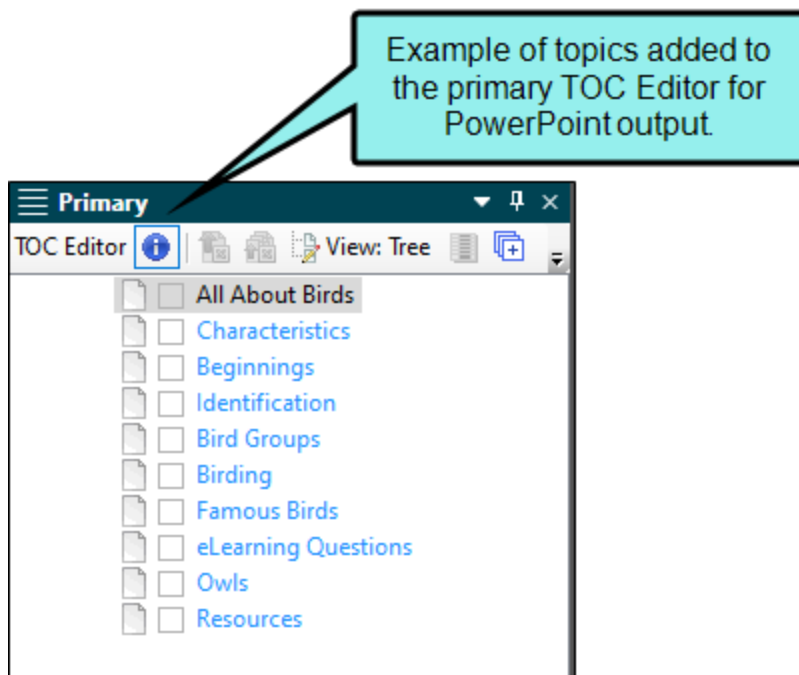 Example of topics added to
the primary TOC Editor for
PowerPoint output.
Primary
TOC Editor View: Tree
All About Birds
Characteristics
Beginnings
Identification
Bird Groups
Birding
Famous Birds
eLearning Questions
Owls
Resources